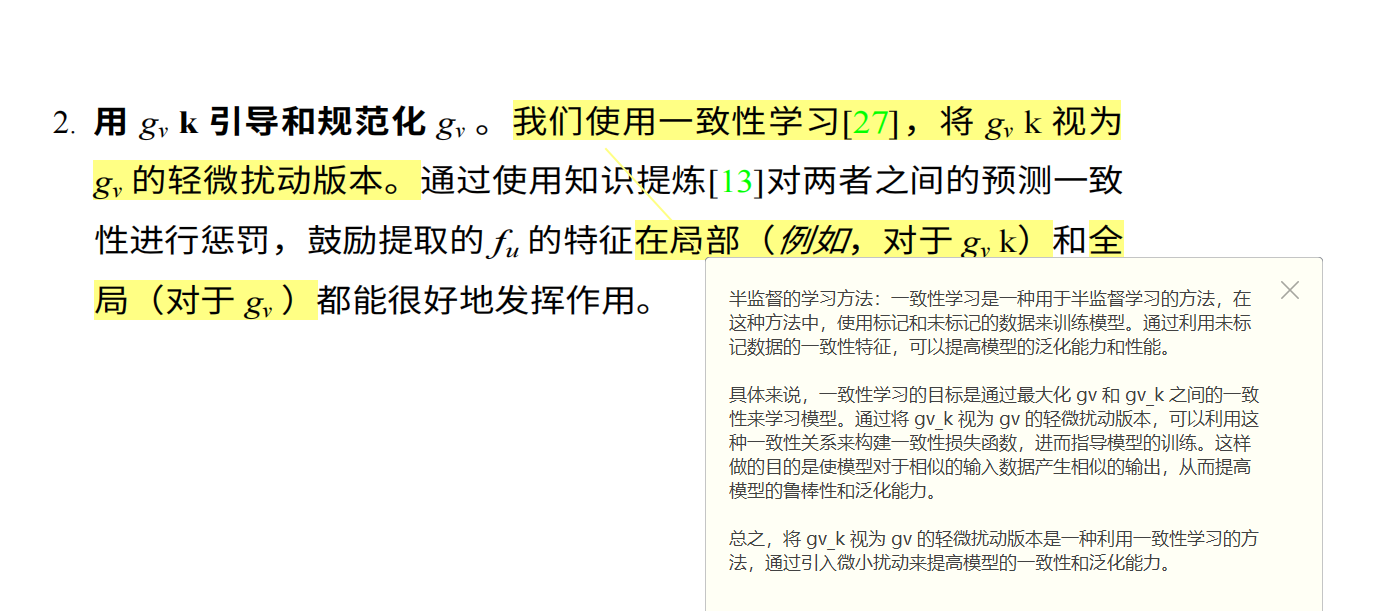 2. 用 gv k 引导和规范化 gv 。我们使用一致性学习[27]，将 gv k 视为
gv 的轻微扰动版本。通过使用知识提炼[13]对两者之间的预测一致
性进行惩罚，鼓励提取的 fu 的特征在局部（例如，对于 gv k）和全
局（对于 gv ）都能很好地发挥作用。
半监督的学习方法：一致性学习是一种用于半监督学习的方法，在
这种方法中，使用标记和未标记的数据来训练模型。通过利用未标
记数据的一致性特征，可以提高模型的泛化能力和性能。
具体来说，一致性学习的目标是通过最大化 gv 和 gv_k 之间的一致
性来学习模型。通过将 gv_k 视为 gv 的轻微扰动版本，可以利用这
种一致性关系来构建一致性损失函数，进而指导模型的训练。这样
做的目的是使模型对于相似的输入数据产生相似的输出，从而提高
模型的鲁棒性和泛化能力。
总之，将 gv_k 视为 gv 的轻微扰动版本是一种利用一致性学习的方
法，通过引入微小扰动来提高模型的一致性和泛化能力。